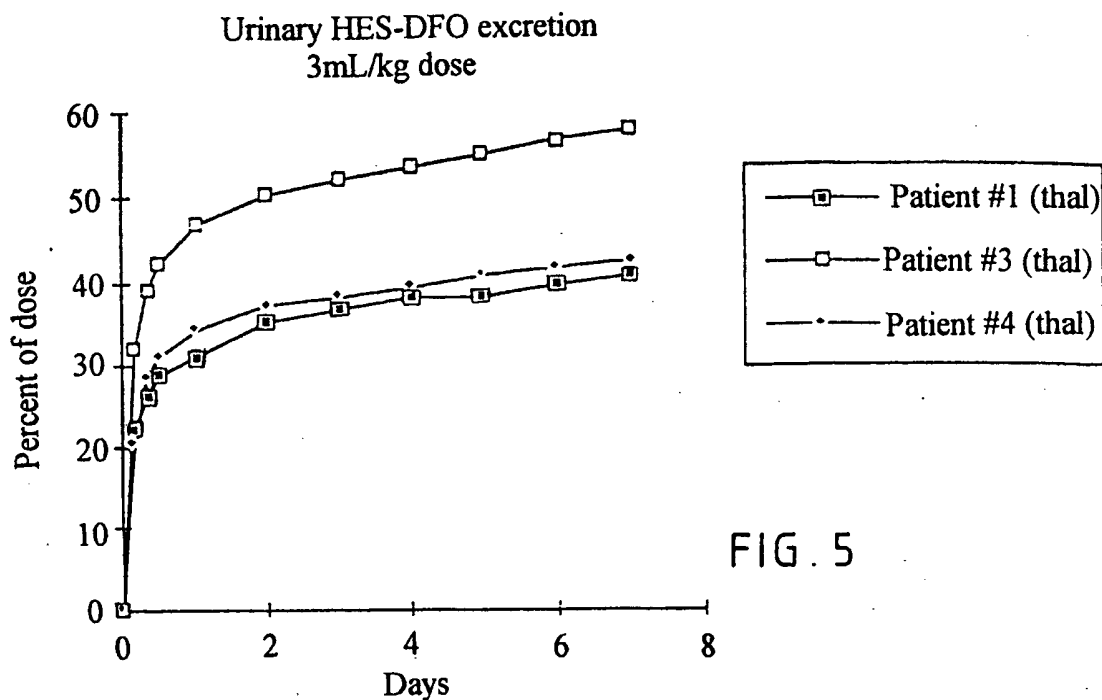 Urinary HES-DFO excretion
3mL/kg dose
Percent of dose
60
50
40
30
20
10
0
0
2
4
6
8
Days
Patient #1 (thal)
Patient #3 (thal)
Patient #4 (thal)
FIG. 5